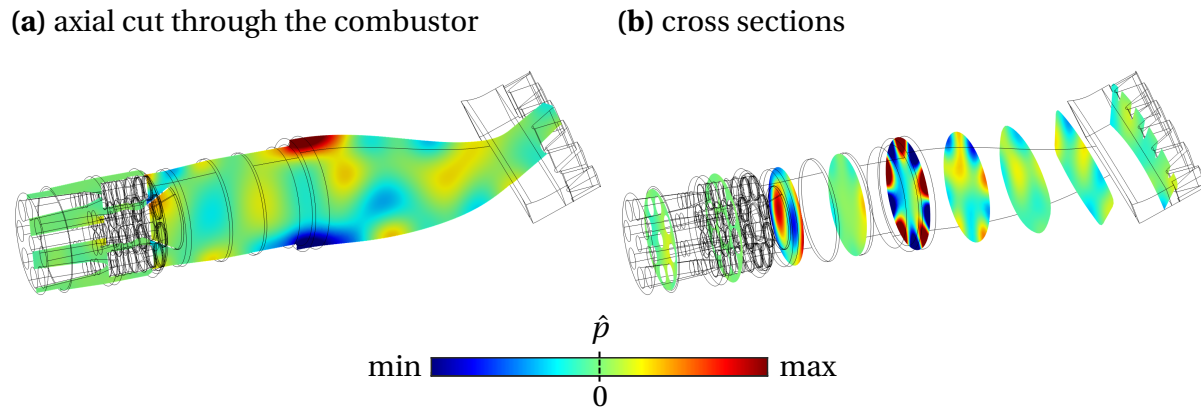 (a) axial cut through the combustor
(b) cross sections
p̂
min max
0